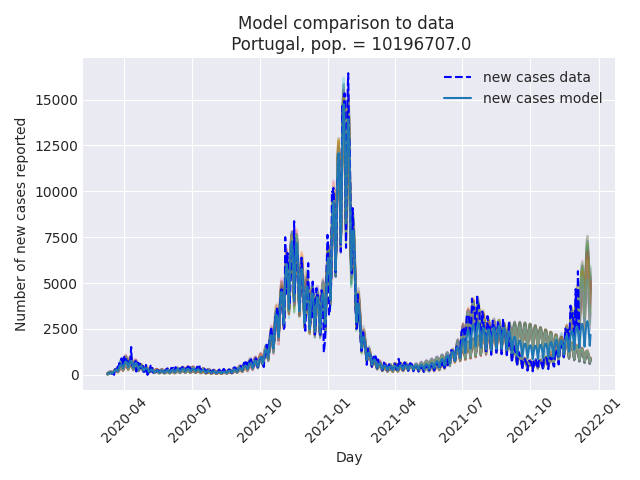 Model comparison to data
Portugal, pop. = 10196707.0
new cases data
new cases model
Number of new cases reported
15000
12500
10000
7500
5000
2500
0
2020-04
2020-07
2020-10
2021-01
2021-04
2021-07
2021-10
2022-01
Day